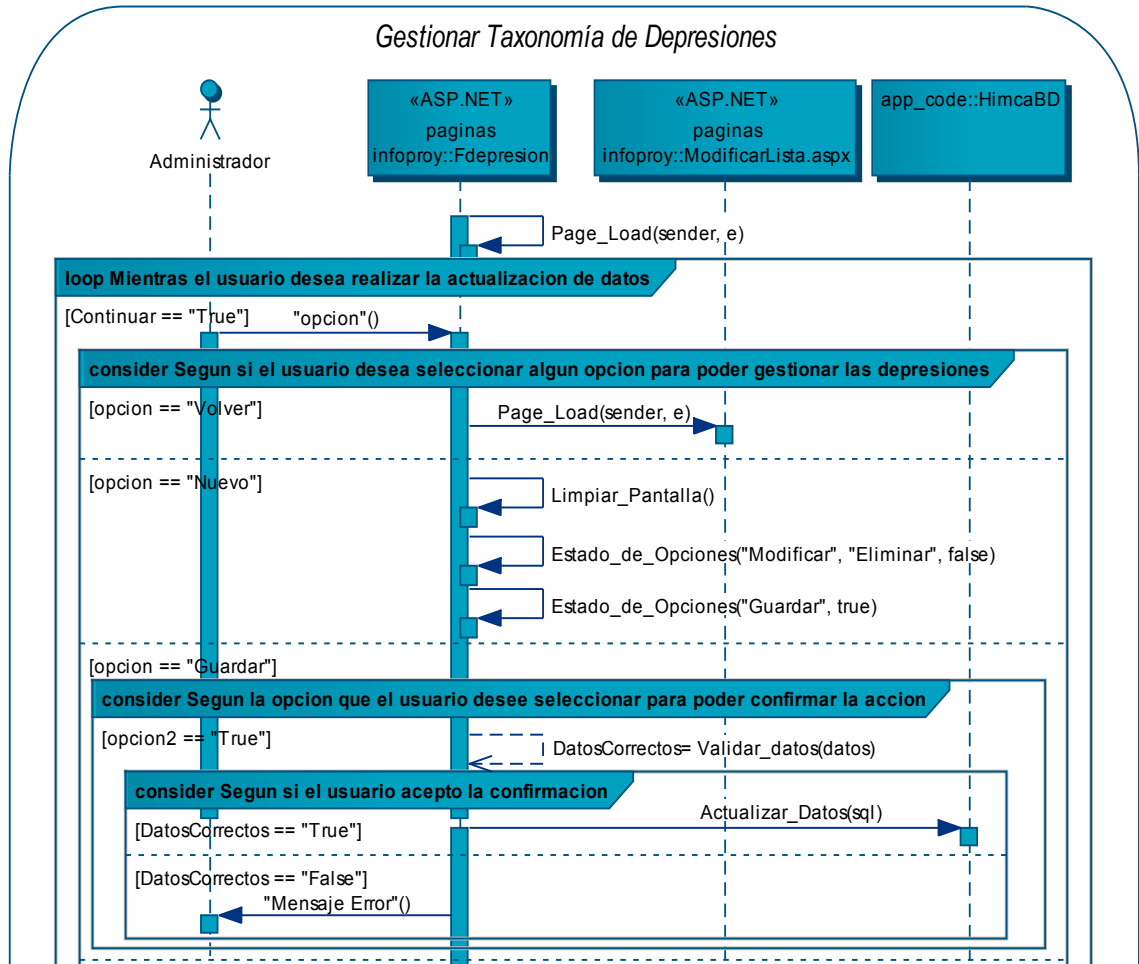 Gestionar Taxonomía de Depresiones
Administrador
«ASP.NET»
paginas
infoproy::Fdepresion
«ASP.NET»
paginas
infoproy::ModificarLista.aspx
app_code::HimcaBD
Page_Load(sender, e)
loop Mientras el usuario desea realizar la actualizacion de datos
[Continuar == "True"]
"opcion"()
consider Segun si el usuario desea seleccionar algun opcion para poder gestionar las depresiones
[opcion == "Volver"]
Page_Load(sender, e)
[opcion == "Nuevo"]
Limpiar_Pantalla()
Estado_de_Opciones("Modificar", "Eliminar", false)
Estado_de_Opciones("Guardar", true)
[opcion == "Guardar"]
consider Segun la opcion que el usuario desee seleccionar para poder confirmar la accion
[opcion2 == "True"]
DatosCorrectos= Validar_datos(datos)
consider Segun si el usuario acepto la confirmacion
Actualizar_Datos(sql)
[DatosCorrectos == "True"]
[DatosCorrectos == "False"]
"Mensaje Error"()